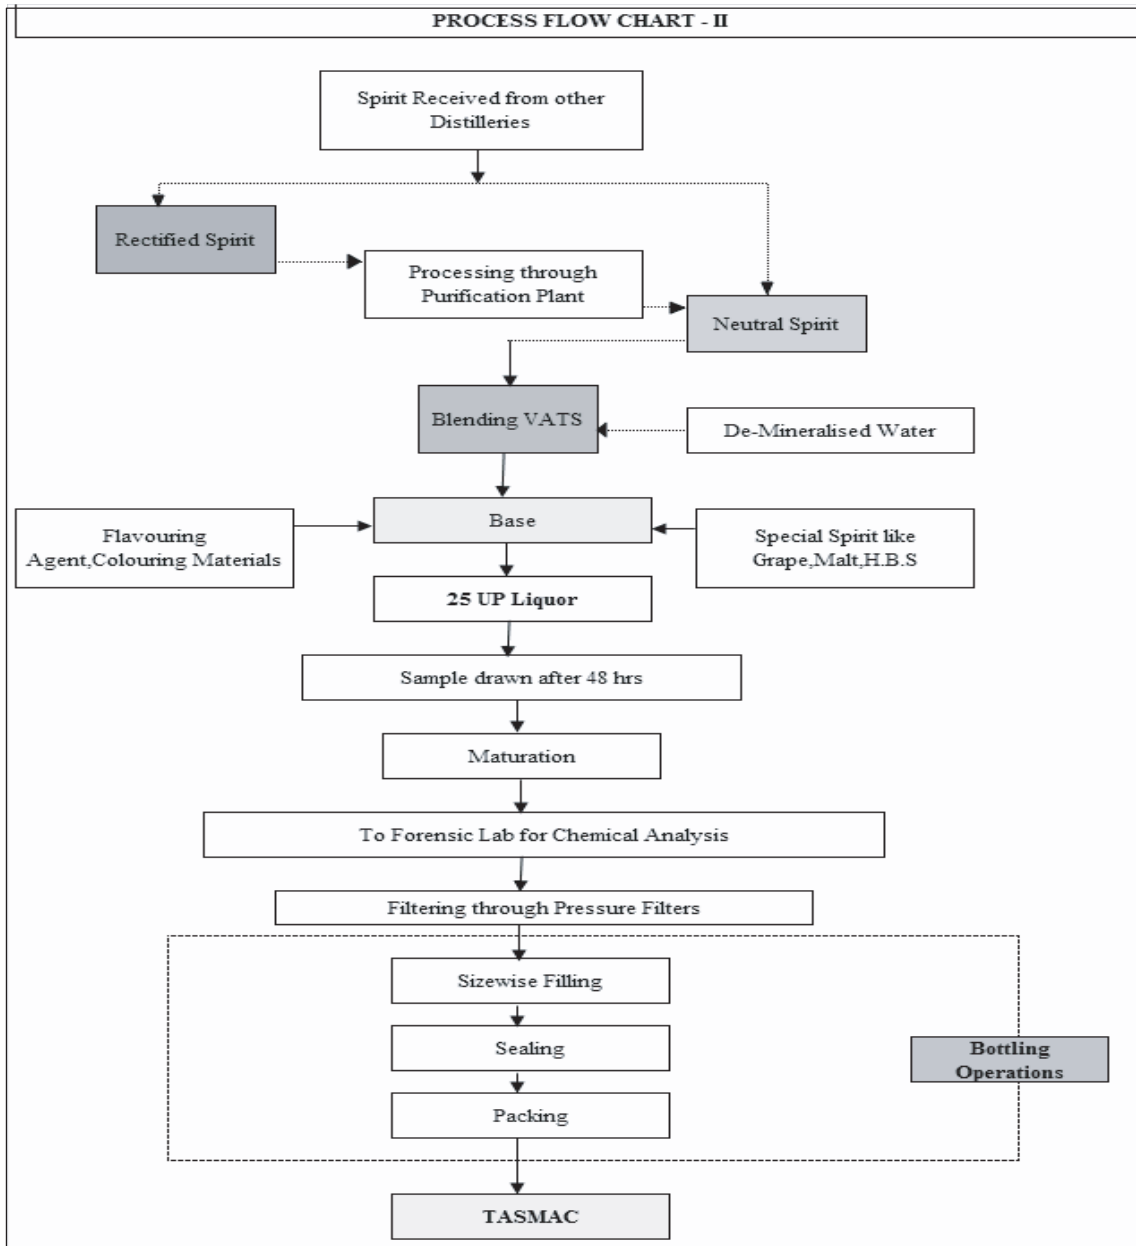 PROCESS FLOW CHART - II
Spirit Received from other
Distilleries
Rectified Spirit
Processing through
Purification Plant
Neutral Spirit
Blending VATS
De-Mineralised Water
Base
Flavouring
Agent,Colouring Materials
Special Spirit like
Grape,Malt,H.B.S
25 UP Liquor
Sample drawn after 48 hrs
Maturation
To Forensic Lab for Chemical Analysis
Filtering through Pressure Filters
Sizewise Filling
Sealing
Bottling
Operations
Packing
TASMAC